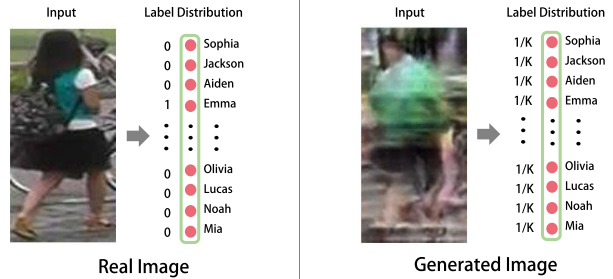 Input
Label Distribution
0 Sophia
0 Jackson
0 Aiden
1 Emma
0 Olivia
0 Lucas
0 Noah
0 Mia
Real Image
Input
Label Distribution
1/K Sophia
1/K Jackson
1/K Aiden
1/K Emma
1/K Olivia
1/K Lucas
1/K Noah
1/K Mia
Generated Image